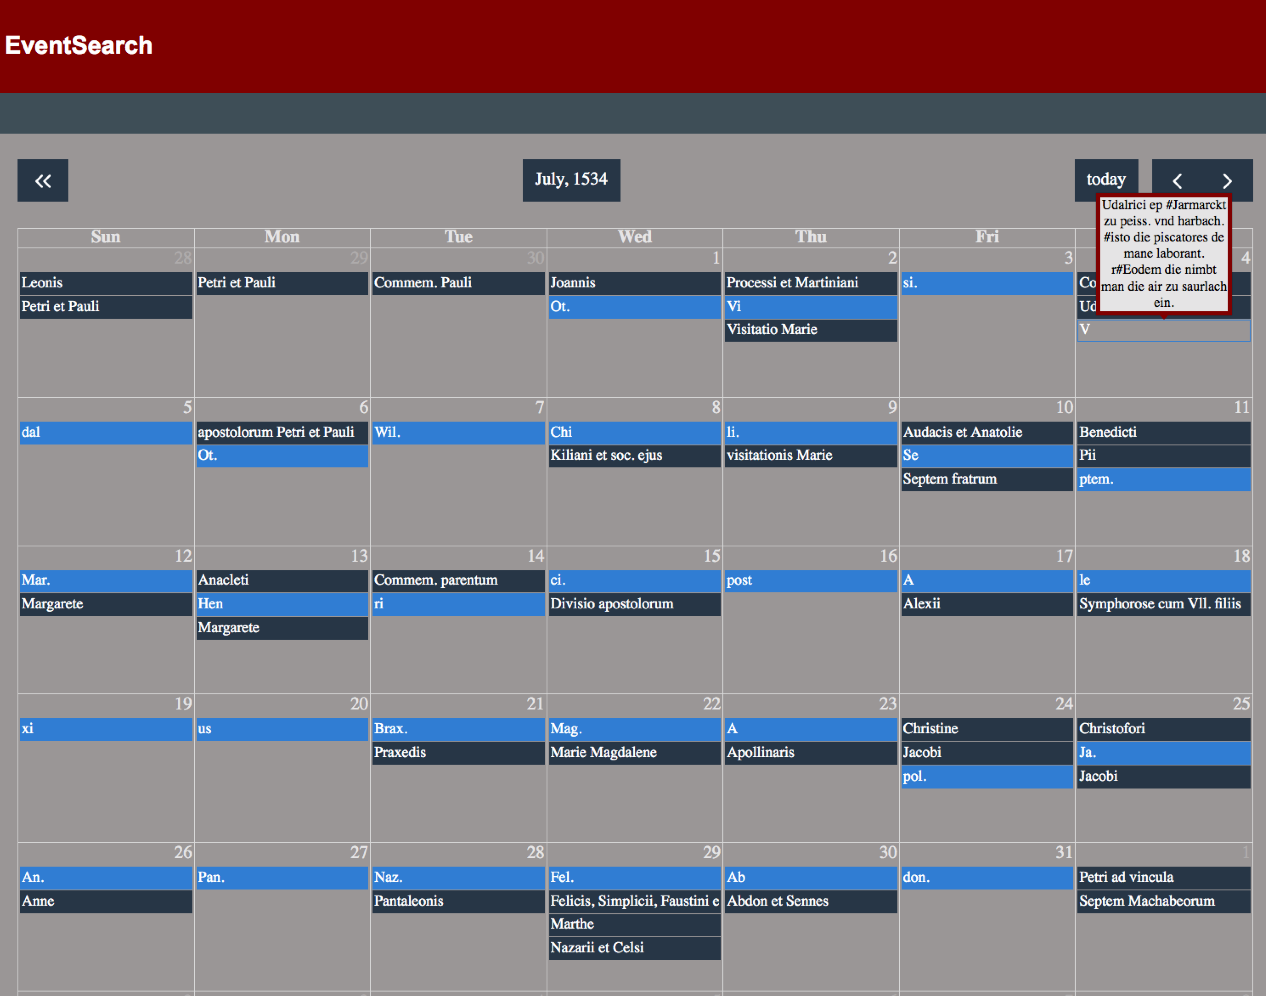 EventSearch
July, 1534
today
Udalrici ep #Jarmarckt
zu peiss. vnd harbach.
#isto die piscatores de
mane laborant.
r#Eodem die nimbt
man die air zu saurlach
ein.
Sun Mon Tue Wed Thu Fri
28 29 30 1 2 3 4
Leonis
Petri et Pauli
Petri et Pauli
Commem. Pauli
Joannis
Ot.
Processi et Martiniani
Vi
Visitatio Marie
si.
Co
Ud
V
5 6 7 8 9 10 11
dal
apostolorum Petri et Pauli
Ot.
Wil.
Chi
Kiliani et soc. ejus
li.
visitationis Marie
Audacis et Anatolie
Se
Septem fratrum
Benedicti
Pii
ptem.
12 13 14 15 16 17 18
Mar.
Margarete
Anacleti
Hen
Margarete
Commem. parentum
ri
ci.
Divisio apostolorum
post
A
Alexii
le
Symphorose cum Vll. filiis
19 20 21 22 23 24 25
xi
us
Brax.
Praxedis
Mag.
Marie Magdalene
A
Apollinaris
Christine
Jacobi
pol.
Christofori
Ja.
Jacobi
26 27 28 29 30 31 1
An.
Anne
Pan.
Naz.
Pantaleonis
Fel.
Felicis, Simplicii, Faustini e
Marthe
Nazarii et Celsi
Ab
Abdon et Sennes
don.
Petri ad vincula
Septem Machabeorum